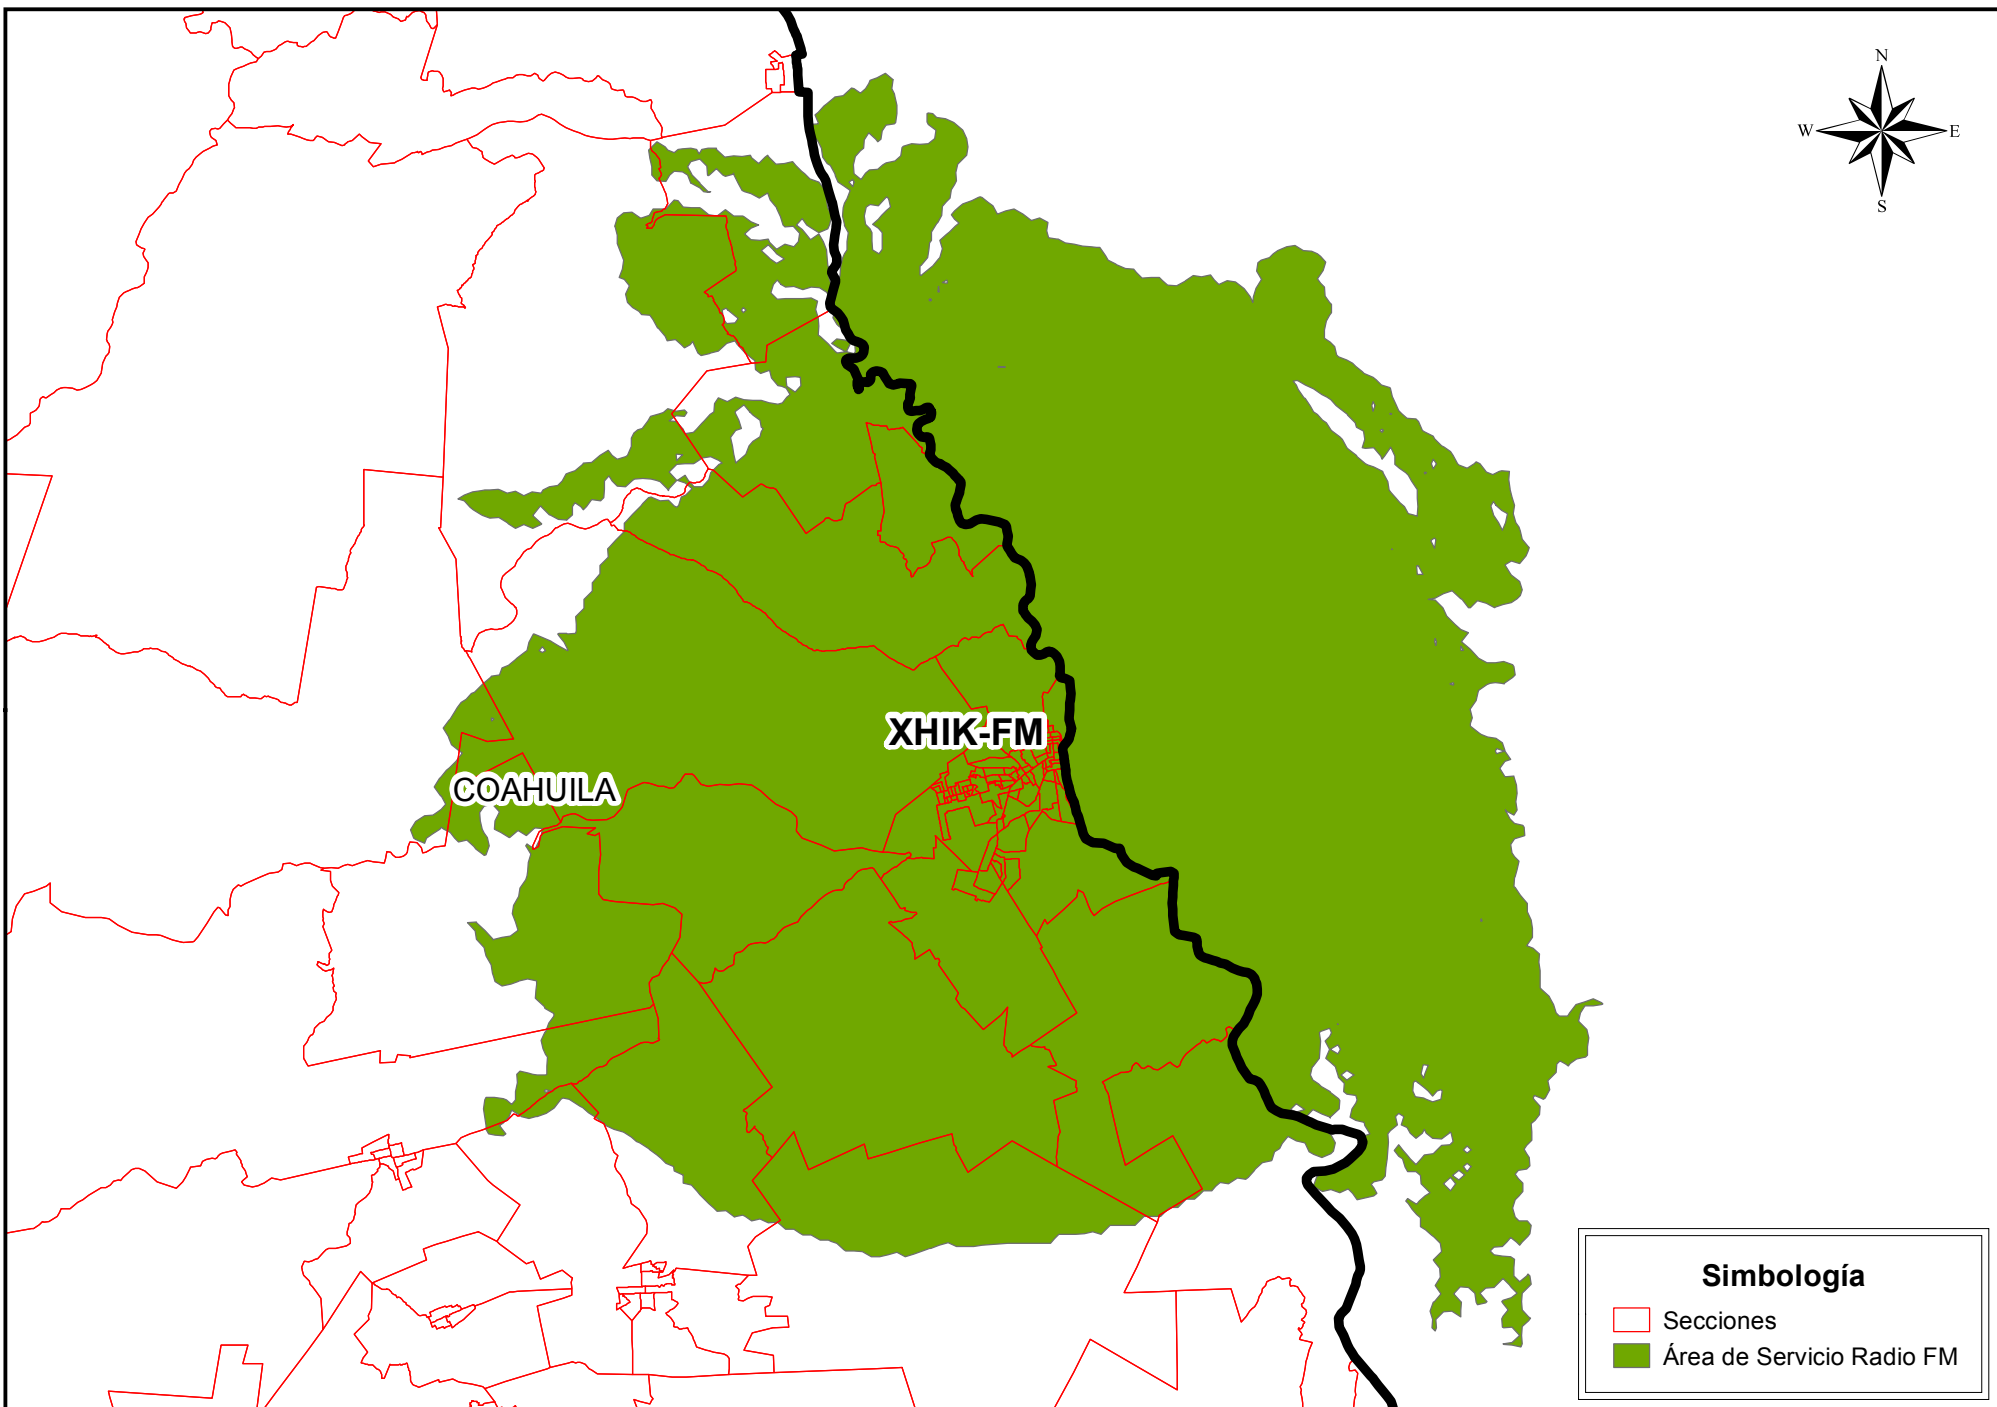 N
W E
S
XHIK-FM
COAHUILA
Simbología
Secciones
Área de Servicio Radio FM